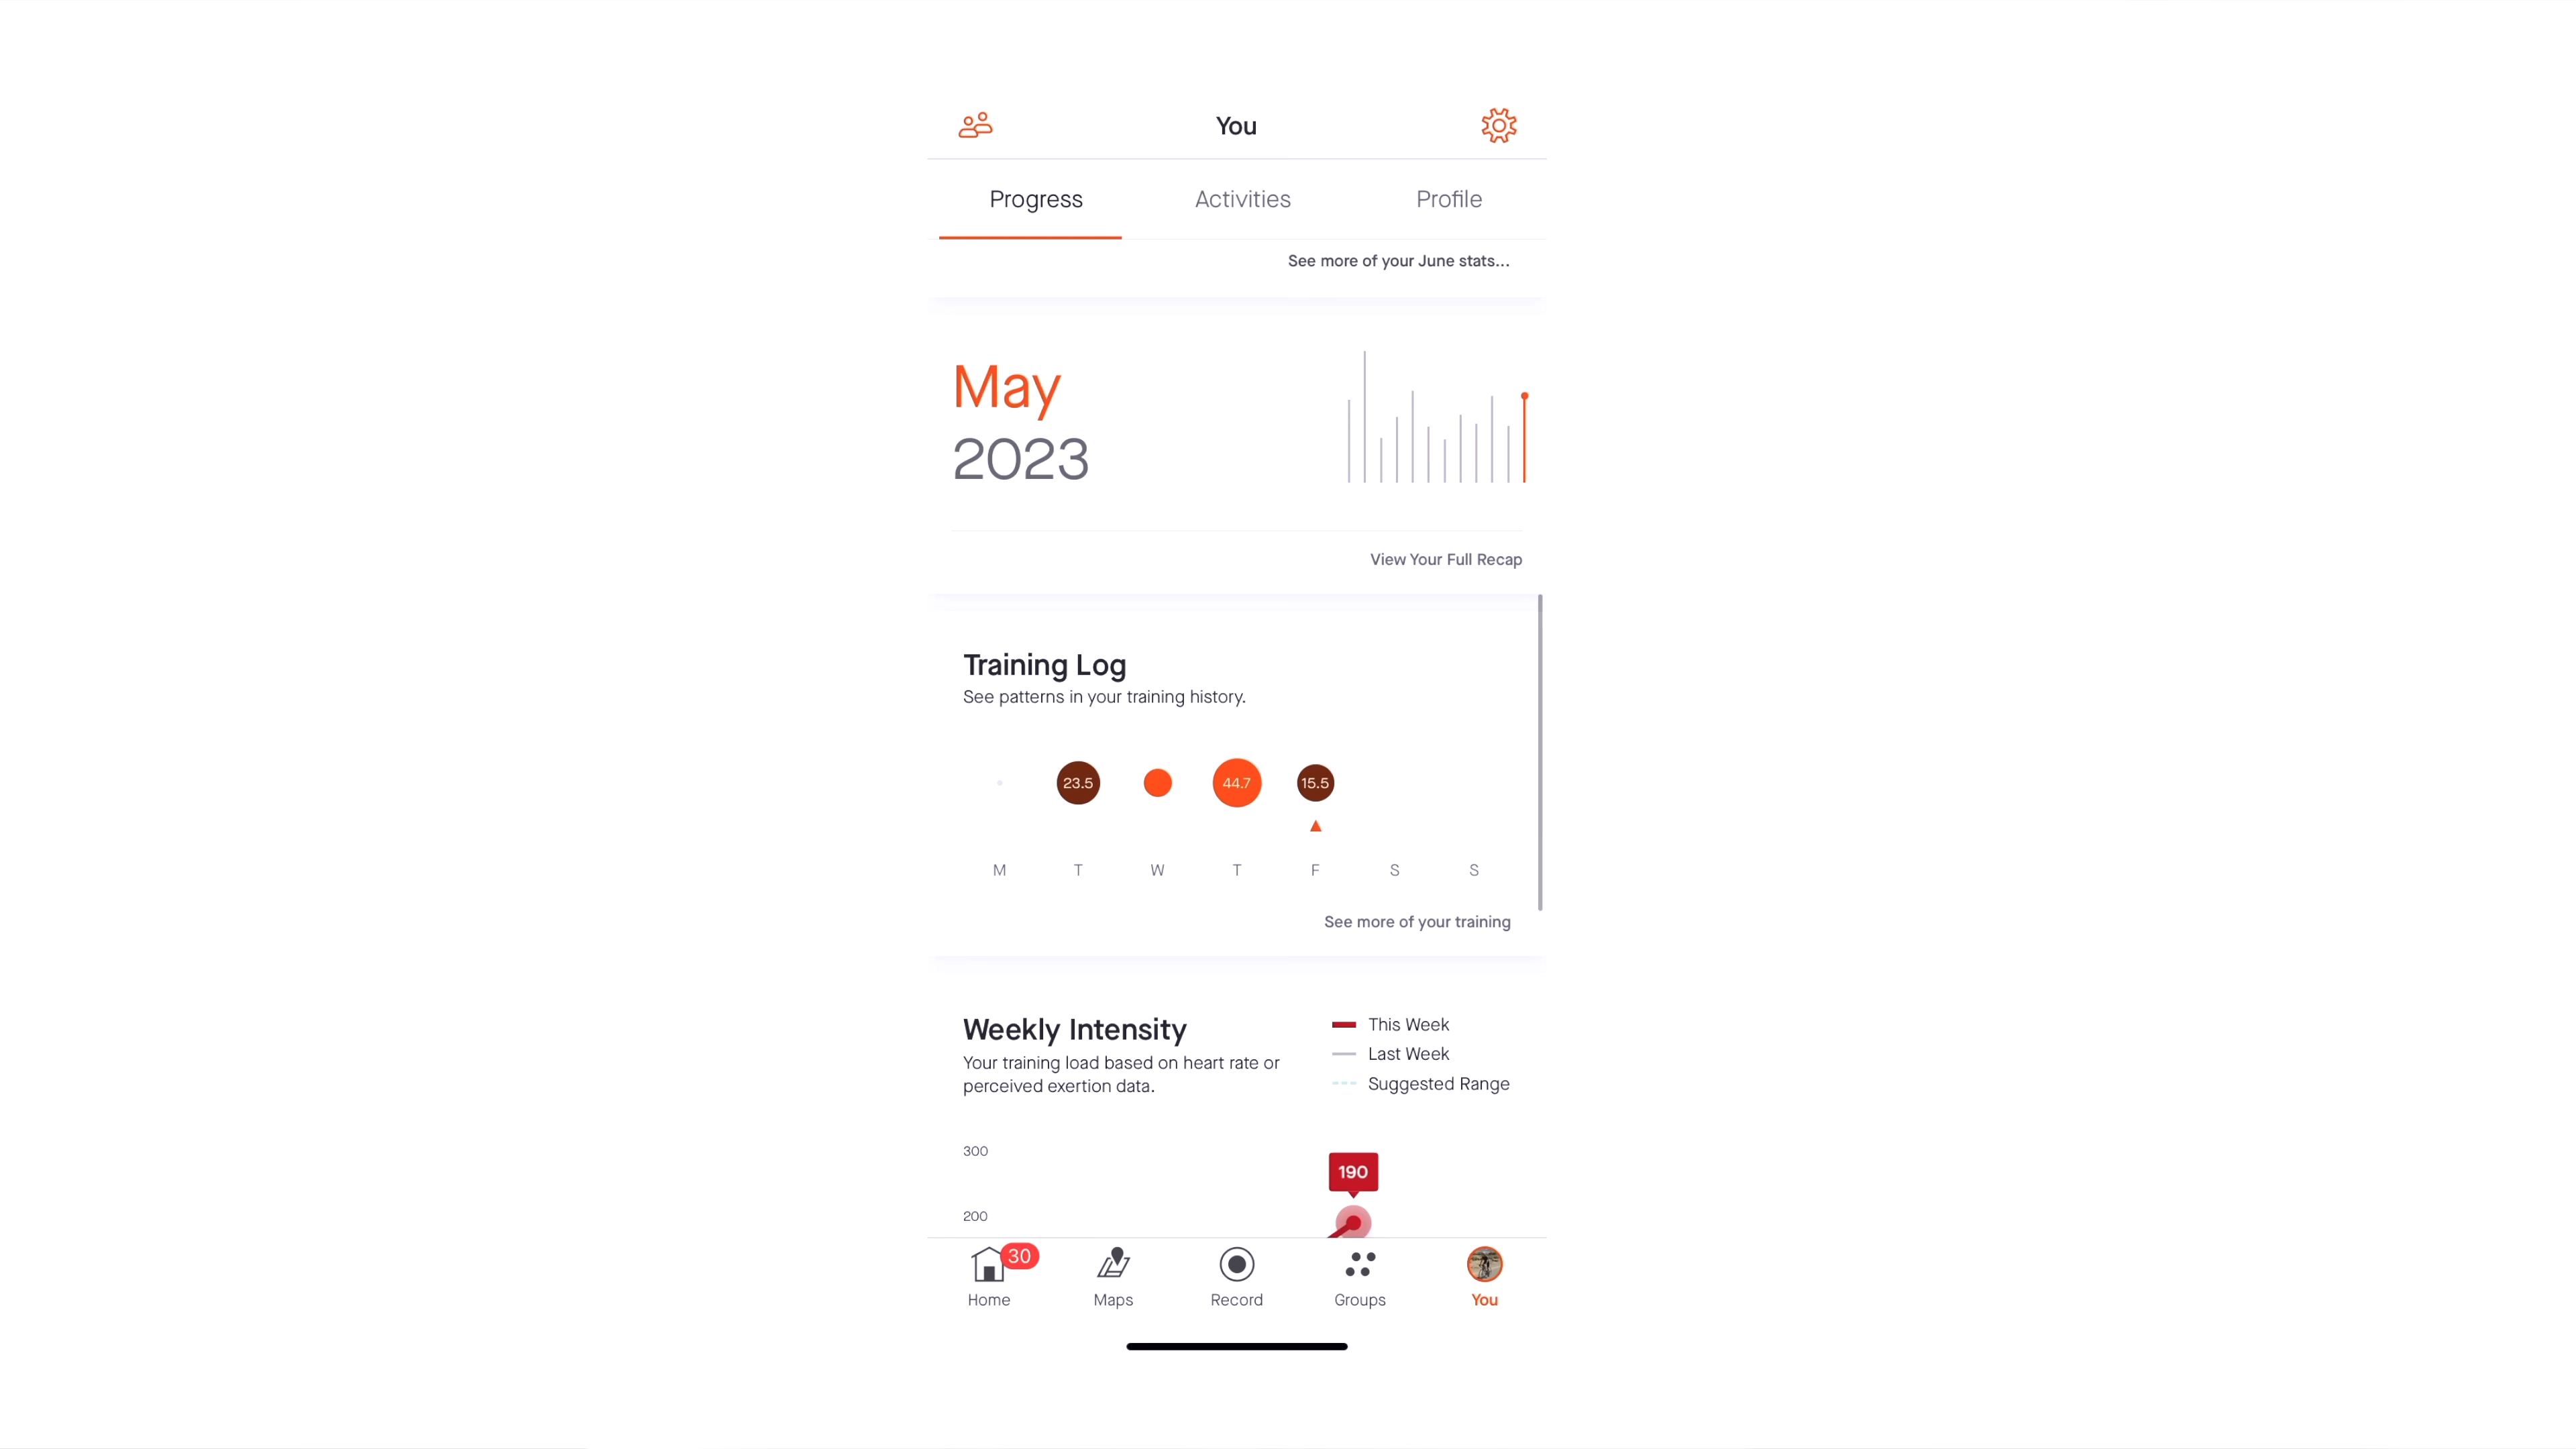 You
Progress Activities Profile
See more of your June stats...
May
2023
View Your Full Recap
Training Log
See patterns in your training history.
23.5 44.7 15.5
M T W T F S S
See more of your training
Weekly Intensity
Your training load based on heart rate or
perceived exertion data.
This Week
Last Week
Suggested Range
300
190
200
30
Home Maps Record Groups You